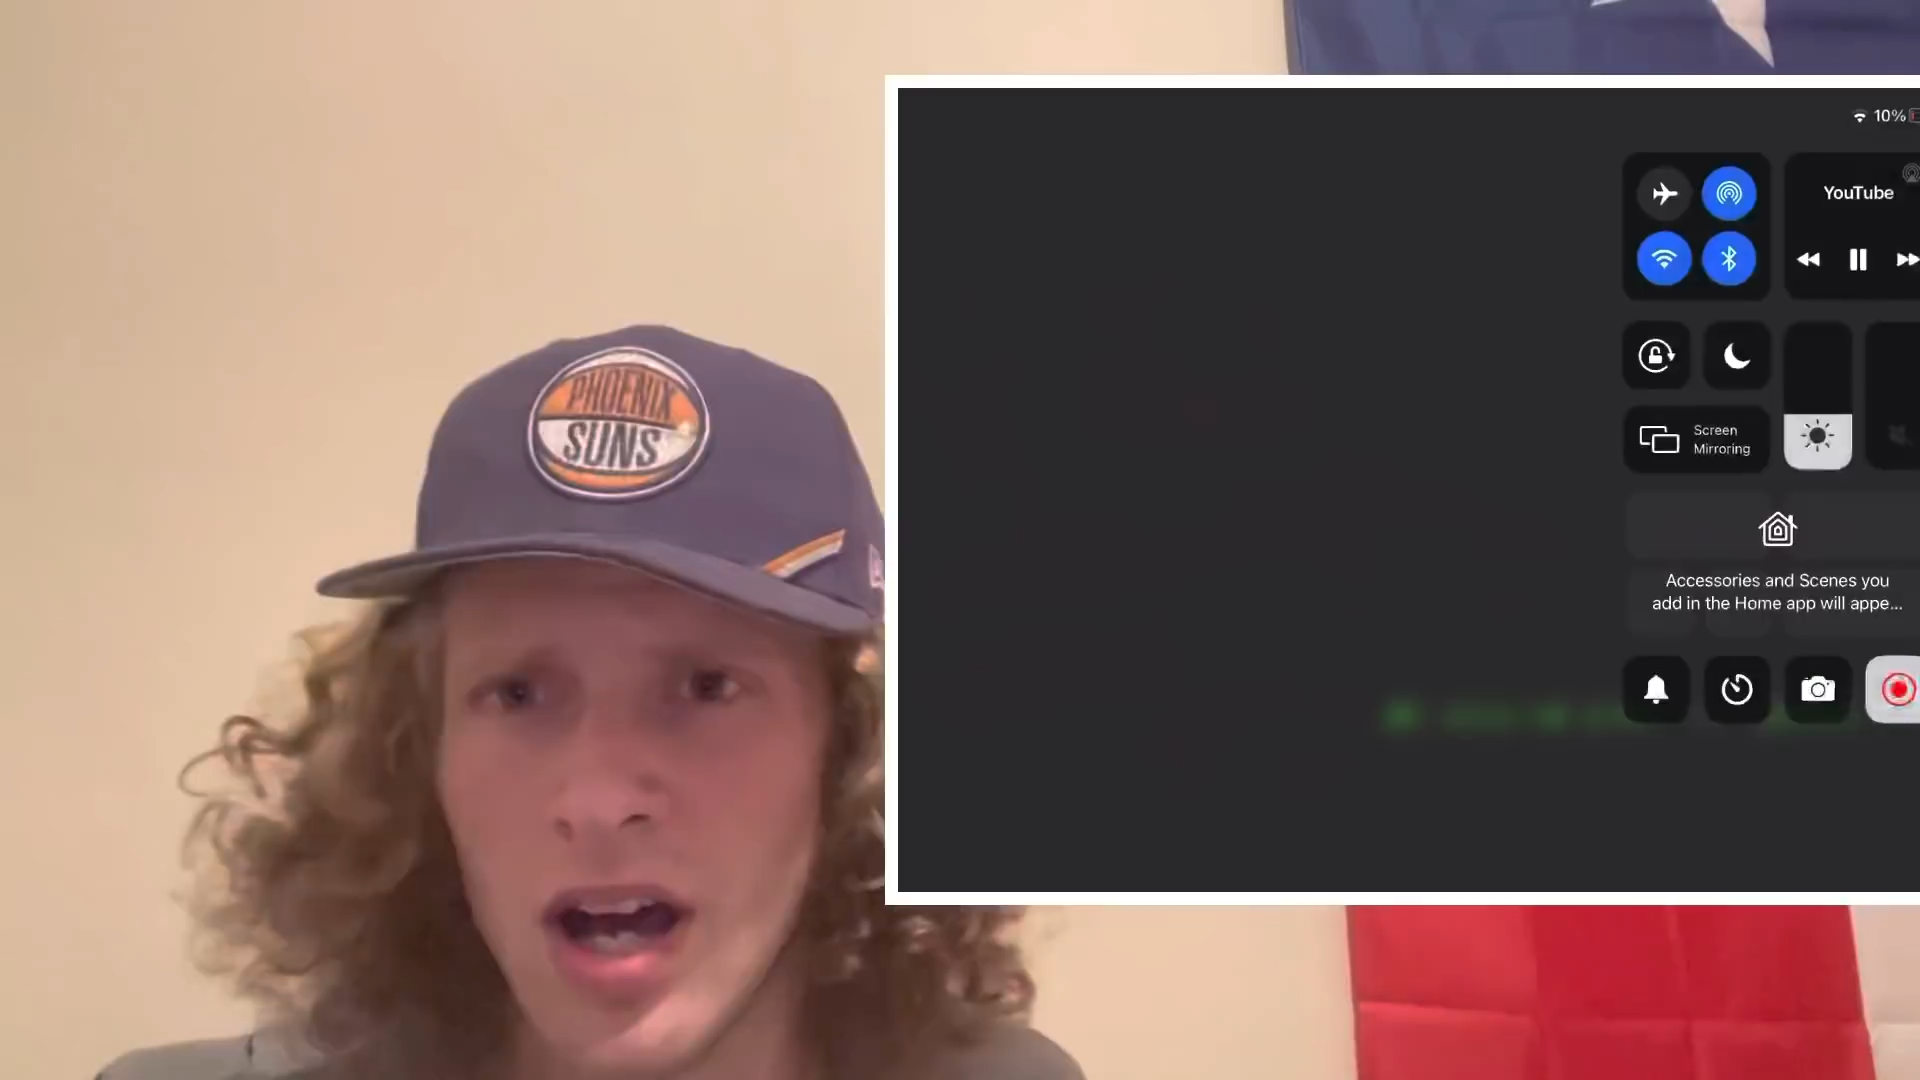 PHOENIX
SUNS
10%
YouTube
Screen
Mirroring
Accessories and Scenes you
add in the Home app will appe...